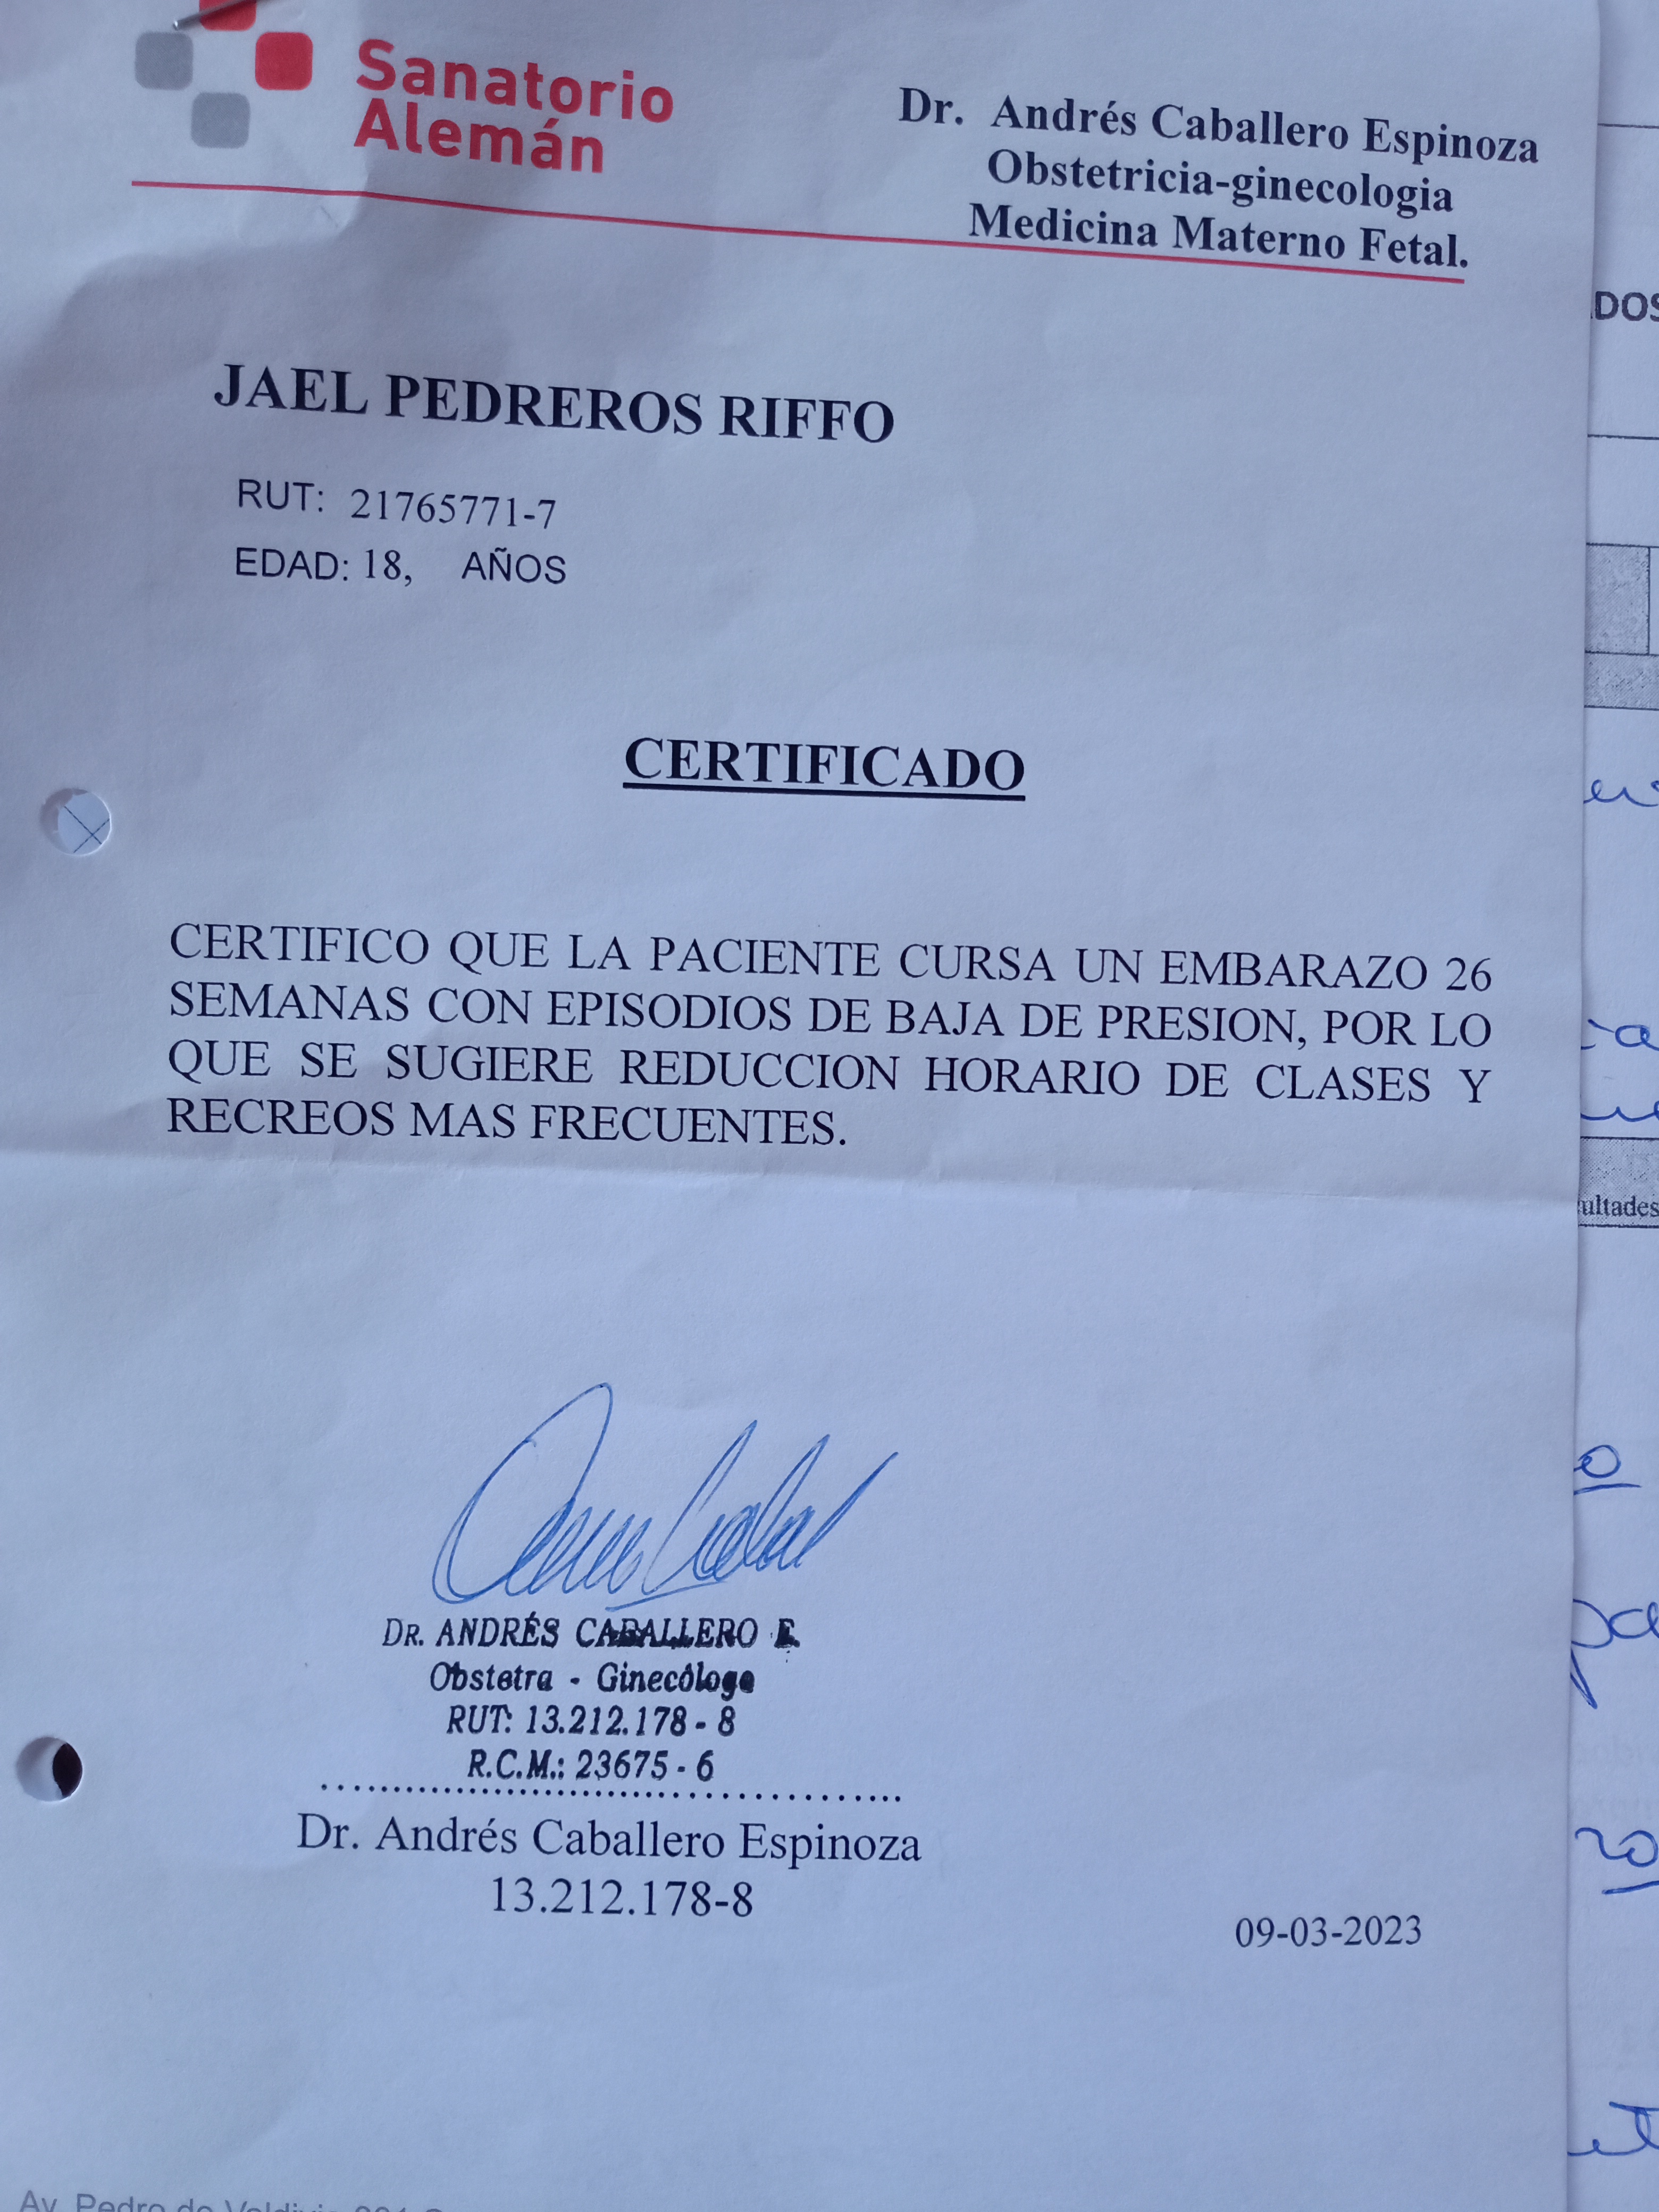 Sanatorio
Alemán
Dr. Andrés Caballero Espinoza
Obstetricia-ginecologia
Medicina Materno Fetal.
JAEL PEDREROS RIFFO
RUT: 21765771-7
EDAD: 18, AÑOS
CERTIFICADO
CERTIFICO QUE LA PACIENTE CURSA UN EMBARAZO 26
SEMANAS CON EPISODIOS DE BAJA DE PRESION, POR LO
QUE SE SUGIERE REDUCCION HORARIO DE CLASES Y
RECREOS MAS FRECUENTES.
DR. ANDRÉS CABALLERO E.
Obstetra - Ginecólogo
RUT: 13.212.178 - 8
R.C.M.: 23675 - 6
Dr. Andrés Caballero Espinoza
13.212.178-8
09-03-2023
Av. Pedro de